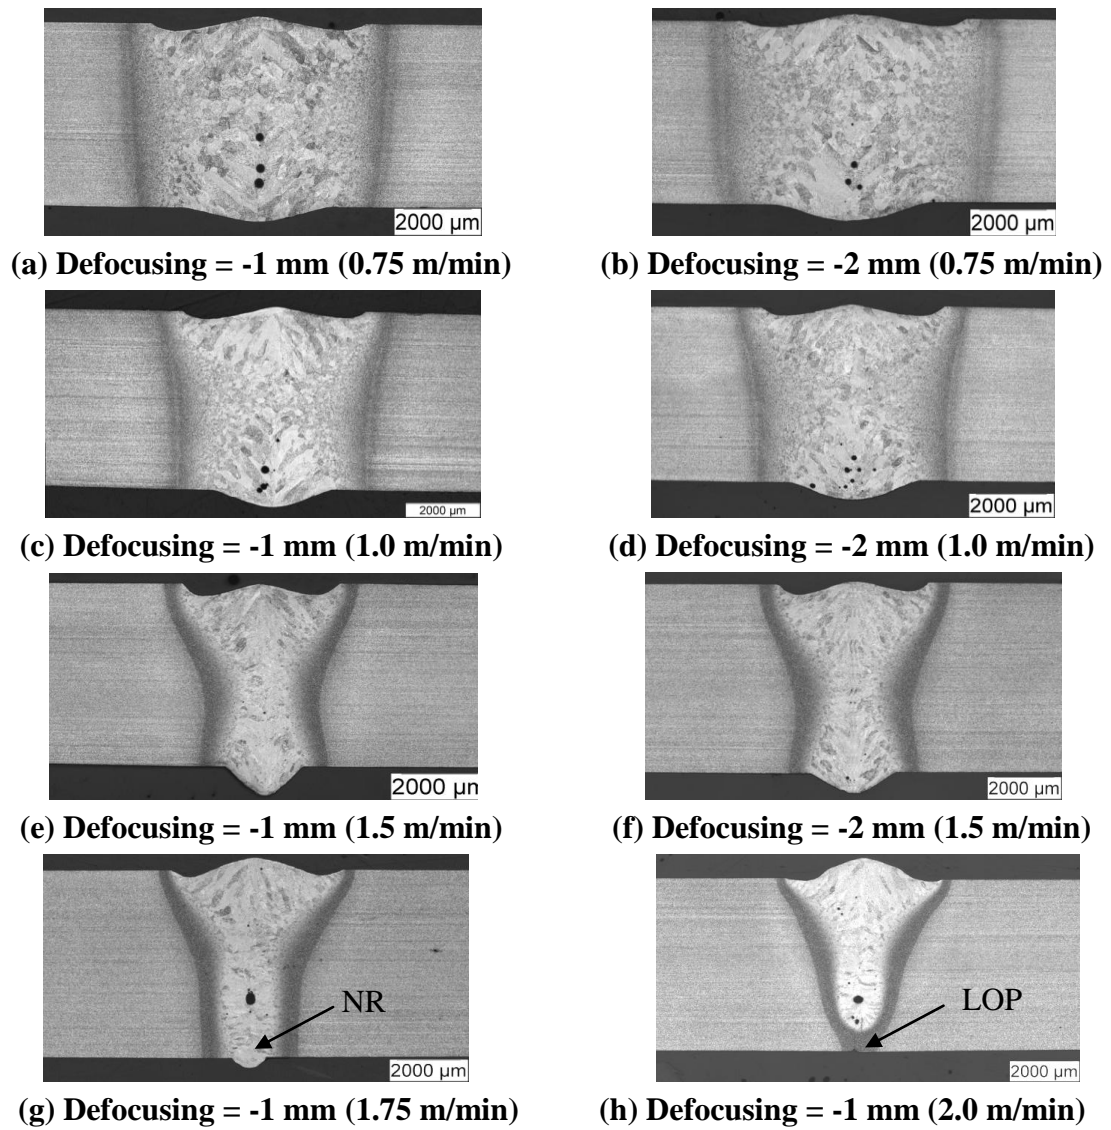 2000 µm 2000 µm
(a) Defocusing = -1 mm (0.75 m/min) (b) Defocusing = -2 mm (0.75 m/min)
2000 µm 2000 µm
(c) Defocusing = -1 mm (1.0 m/min) (d) Defocusing = -2 mm (1.0 m/min)
2000 µm 2000 µm
(e) Defocusing = -1 mm (1.5 m/min) (f) Defocusing = -2 mm (1.5 m/min)
NR LOP
2000 µm 2000 µm
(g) Defocusing = -1 mm (1.75 m/min) (h) Defocusing = -1 mm (2.0 m/min)